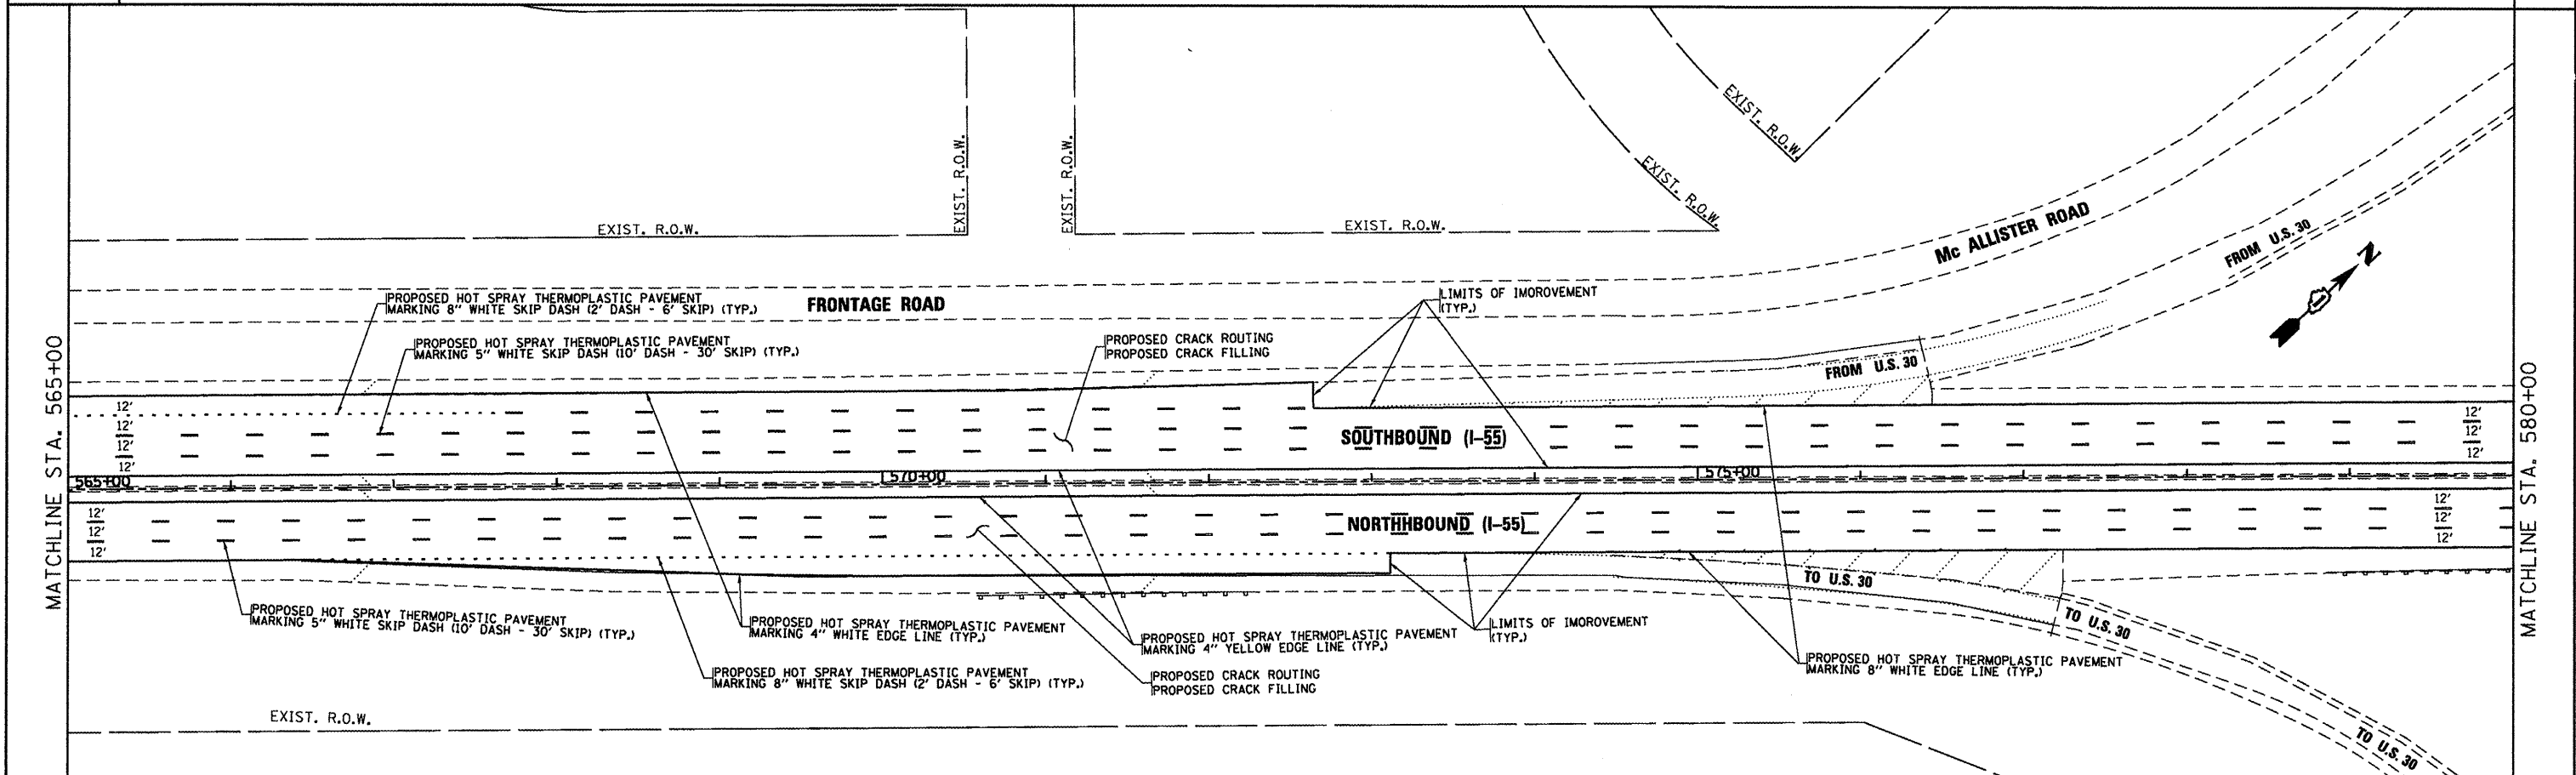 EXIST. R.O.W.
EXIST. R.O.W.
EXIST. R.O.W.
EXIST. R.O.W.
EXIST. R.O.W.
EXIST. R.O.W.
Mc ALLISTER ROAD
FROM U.S. 30
N
PROPOSED HOT SPRAY THERMOPLASTIC PAVEMENT
MARKING 8" WHITE SKIP DASH (2' DASH - 6' SKIP) (TYP.)
FRONTAGE ROAD
LIMITS OF IMOROVEMENT
(TYP.)
PROPOSED HOT SPRAY THERMOPLASTIC PAVEMENT
MARKING 5" WHITE SKIP DASH (10' DASH - 30' SKIP) (TYP.)
PROPOSED CRACK ROUTING
PROPOSED CRACK FILLING
FROM U.S. 30
MATCHLINE STA. 565+00
MATCHLINE STA. 580+00
12'
12'
12'
12'
SOUTHBOUND (I-55)
12'
12'
12'
565+00
570+00
575+00
12'
12'
12'
NORTHHBOUND (I-55)
12'
12'
12'
TO U.S. 30
TO U.S. 30
TO U.S. 30
PROPOSED HOT SPRAY THERMOPLASTIC PAVEMENT
MARKING 5" WHITE SKIP DASH (10' DASH - 30' SKIP) (TYP.)
PROPOSED HOT SPRAY THERMOPLASTIC PAVEMENT
MARKING 4" WHITE EDGE LINE (TYP.)
PROPOSED HOT SPRAY THERMOPLASTIC PAVEMENT
MARKING 4" YELLOW EDGE LINE (TYP.)
LIMITS OF IMOROVEMENT
(TYP.)
PROPOSED HOT SPRAY THERMOPLASTIC PAVEMENT
MARKING 8" WHITE EDGE LINE (TYP.)
PROPOSED HOT SPRAY THERMOPLASTIC PAVEMENT
MARKING 8" WHITE SKIP DASH (2' DASH - 6' SKIP) (TYP.)
PROPOSED CRACK ROUTING
PROPOSED CRACK FILLING
EXIST. R.O.W.